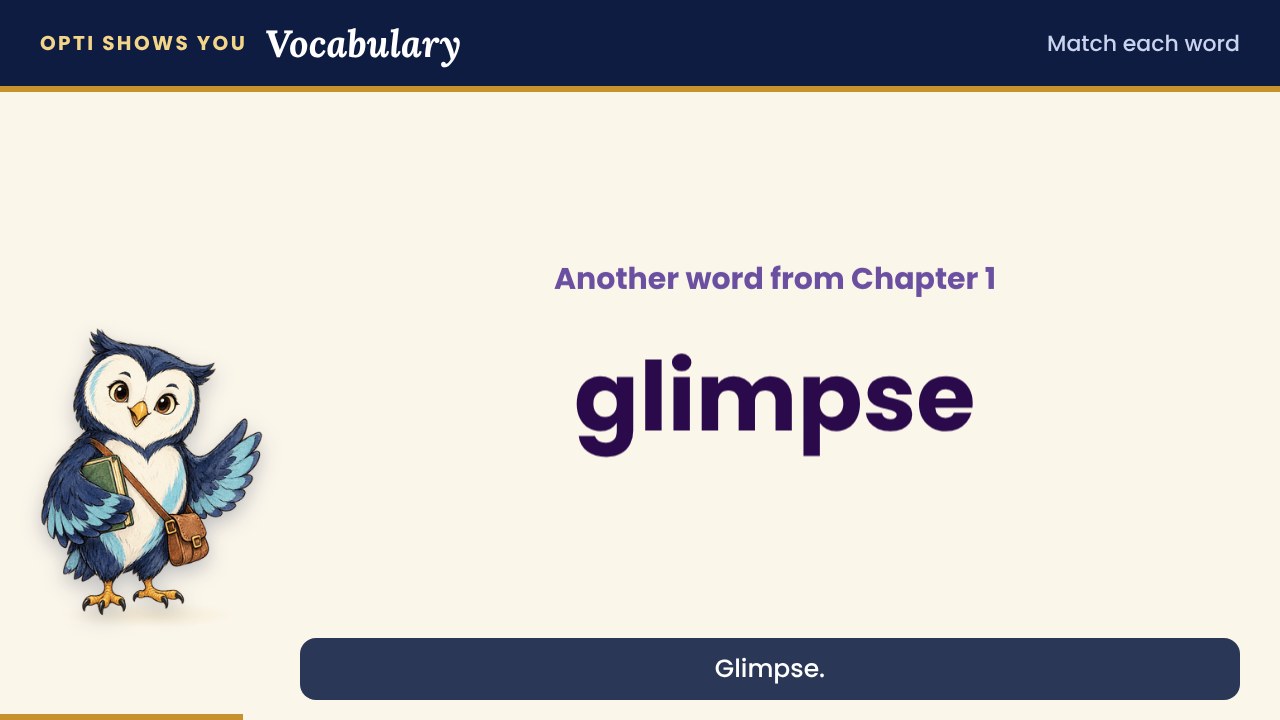 OPTI SHOWS YOU Vocabulary
Match each word
Another word from Chapter 1
glimpse
Glimpse.